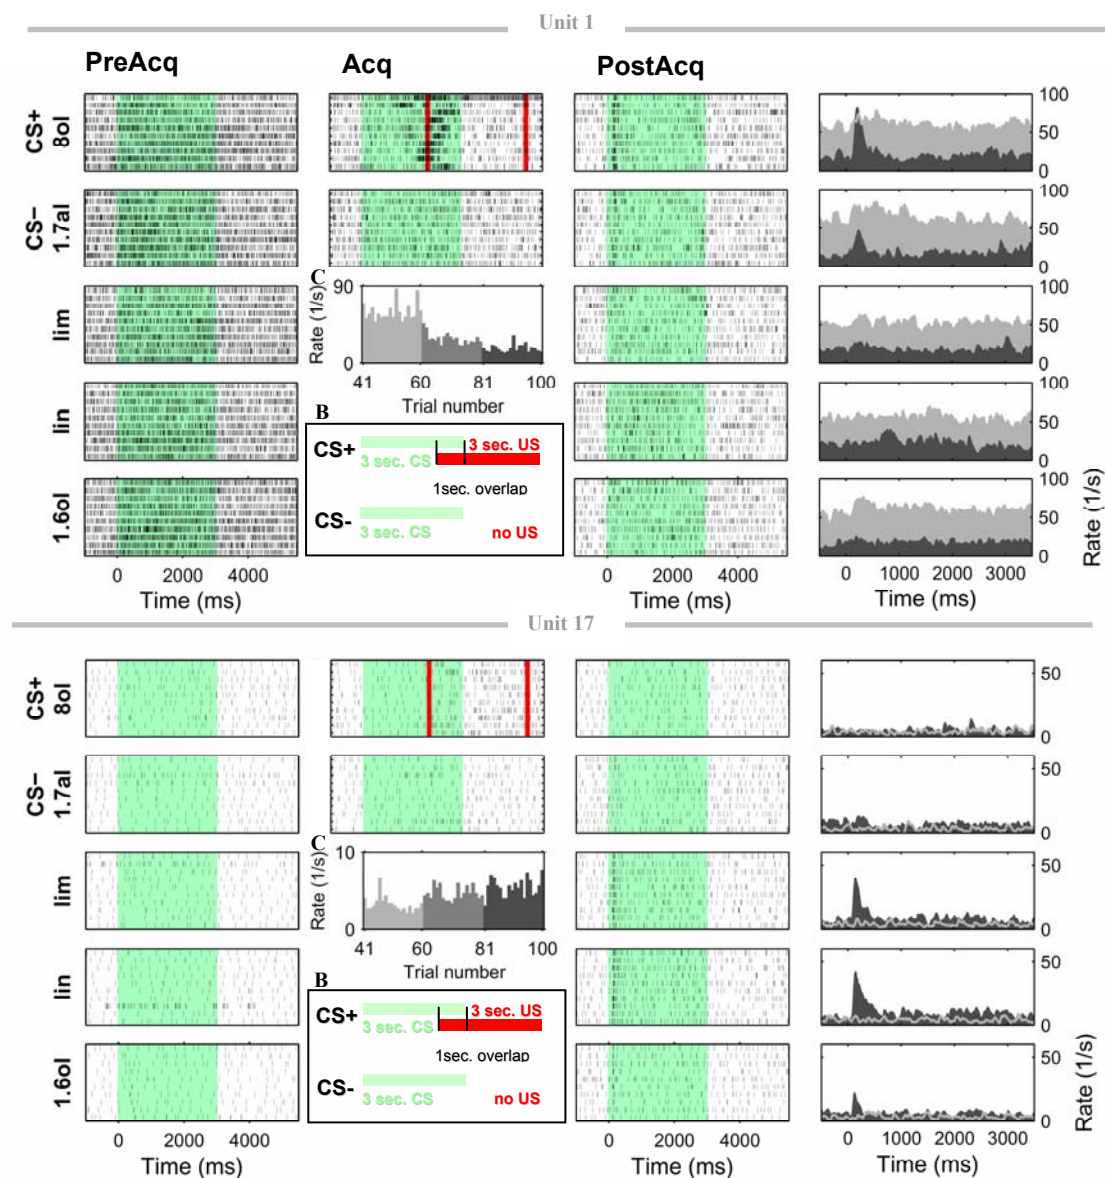 Unit 1
PreAcq Acq PostAcq
CS+ 8ol
100
50
0
CS− 1.7al
100
50
0
lim
C
90
Rate (1/s)
0
41 60 81 100
Trial number
100
50
0
lin
B
CS+
3 sec. US
3 sec. CS
1sec. overlap
CS-
3 sec. CS
no US
100
50
0
1.6ol
100
50
0
Rate (1/s)
0 2000 4000
Time (ms)
0 2000 4000
Time (ms)
0 1000 2000 3000
Time (ms)
Unit 17
CS+ 8ol
50
0
CS− 1.7al
50
0
lim
C
10
Rate (1/s)
0
41 60 81 100
Trial number
50
0
lin
B
CS+
3 sec. US
3 sec. CS
1sec. overlap
CS-
3 sec. CS
no US
50
0
1.6ol
50
0
Rate (1/s)
0 2000 4000
Time (ms)
0 2000 4000
Time (ms)
0 1000 2000 3000
Time (ms)